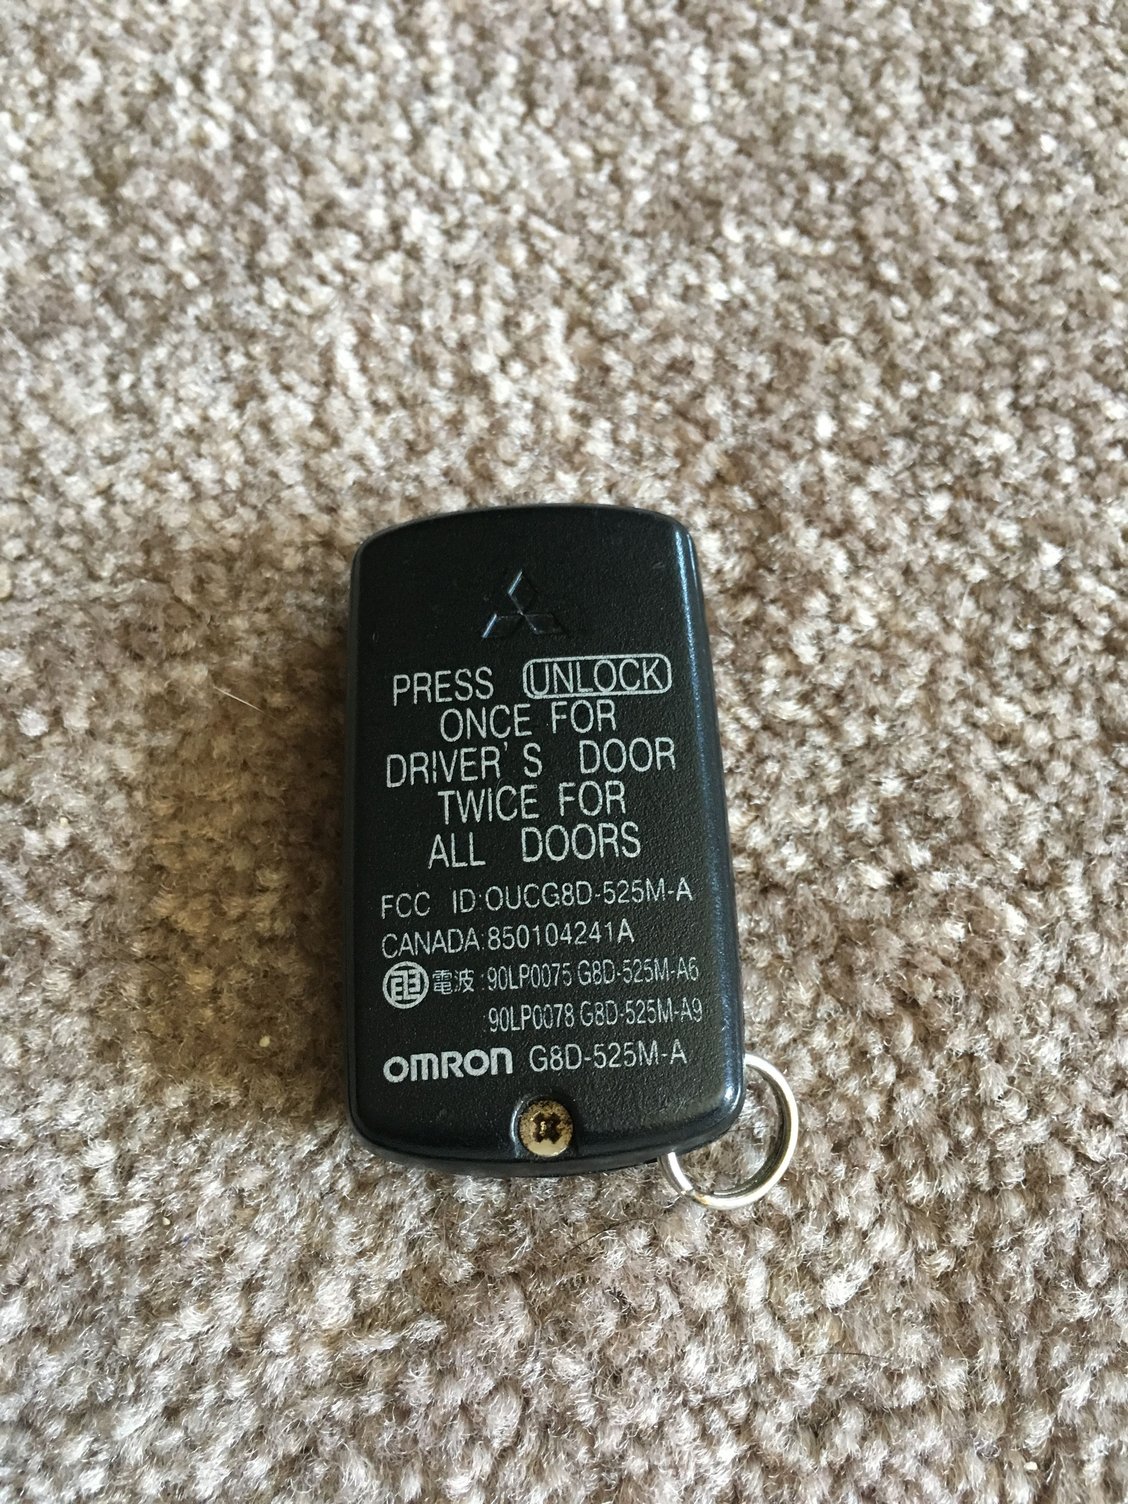 PRESS UNLOCK
ONCE FOR
DRIVER'S DOOR
TWICE FOR
ALL DOORS
FCC ID:OUCG8D-525M-A
CANADA:850104241A
電波:90LP0075 G8D-525M-A6
90LP0078 G8D-525M-A9
OMRON G8D-525M-A